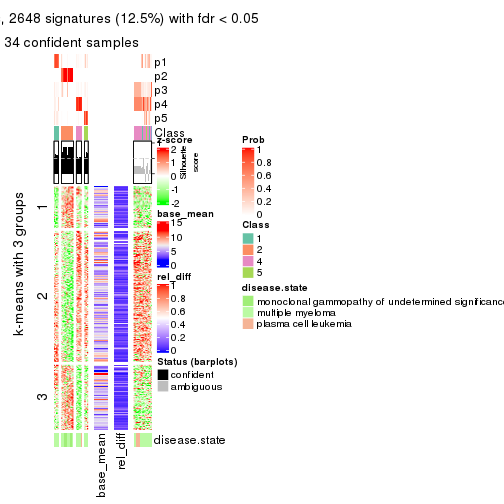 , 2648 signatures (12.5%) with fdr < 0.05
34 confident samples
p1
p2
p3
p4
p5
Class
Silhouette score
1
2
3
k-means with 3 groups
base_mean
rel_diff
disease.state
z-score
2
1
0
-1
-2
base_mean
15
10
5
0
rel_diff
1
0.8
0.6
0.4
0.2
0
Status (barplots)
confident
ambiguous
Prob
1
0.8
0.6
0.4
0.2
0
Class
1
2
4
5
disease.state
monoclonal gammopathy of undetermined significance
multiple myeloma
plasma cell leukemia